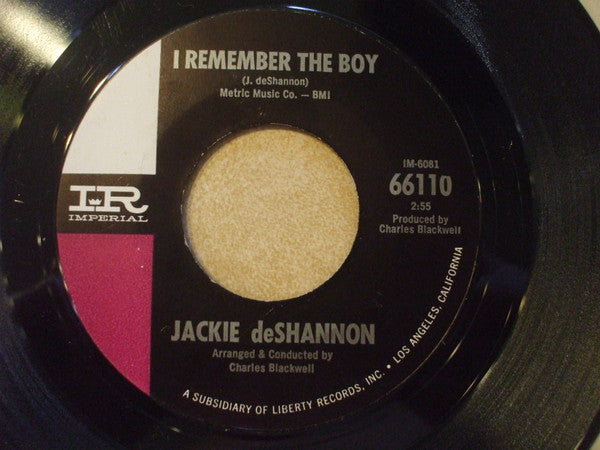 I REMEMBER THE BOY
(J. deShannon)
Metric Music Co. — BMI
IR
IMPERIAL
IM-6081
66110
2:55
Produced by
Charles Blackwell
JACKIE deSHANNON
Arranged & Conducted by
Charles Blackwell
A SUBSIDIARY OF LIBERTY RECORDS, INC. • LOS ANGELES, CALIFORNIA